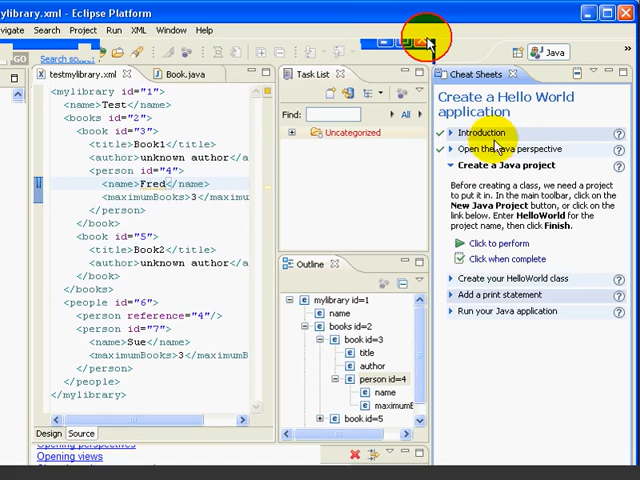 mylibrary.xml - Eclipse Platform
avigate Search Project Run XML Window Help
GO
Search source
Java
»
testmylibrary.xml
Book.java
<mylibrary id="1">
<name>Test</name>
<books id="2">
<book id="3">
<title>Book1</title>
<author>unknown author</a
<person id="4">
<name>Fred</name>
<maximumBooks>3</maximu
</person>
</book>
<book id="5">
<title>Book2</title>
<author>unknown author</a
</book>
</books>
<people id="6">
<person reference="4"/>
<person id="7">
<name>Sue</name>
<maximumBooks>3</maximumB
</person>
</people>
</mylibrary>
Design Source
Opening perspectives
Opening views
Task List
Find:
All
Uncategorized
Outline
mylibrary id=1
name
books id=2
book id=3
title
author
person id=4
name
maximumB
book id=5
Cheat Sheets
Create a Hello World
application
Introduction
Open the Java perspective
Create a Java project
Before creating a class, we need a project
to put it in. In the main toolbar, click on the
New Java Project button, or click on the
link below. Enter HelloWorld for the
project name, then click Finish.
Click to perform
Click when complete
Create your HelloWorld class
Add a print statement
Run your Java application